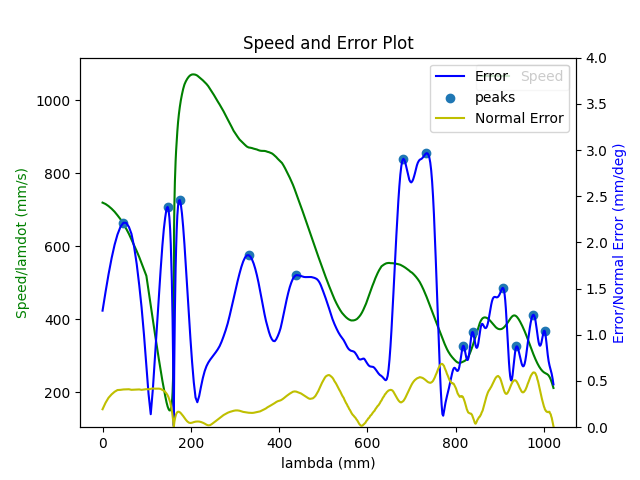 Speed and Error Plot
Error
Speed
peaks
Normal Error
Speed/lamdot (mm/s)
1000
800
600
400
200
4.0
3.5
3.0
2.5
2.0
1.5
1.0
0.5
0.0
Error/Normal Error (mm/deg)
0 200 400 600 800 1000
lambda (mm)